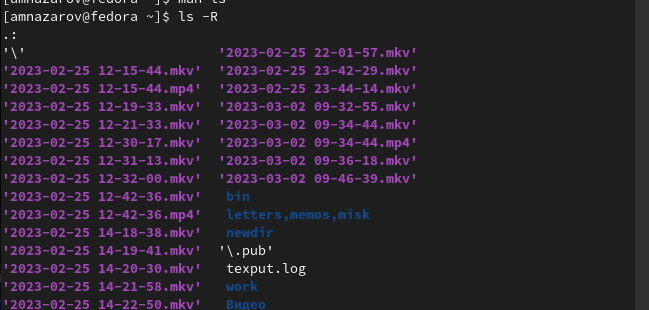 [amnazarov@fedora ~]$ man ls
[amnazarov@fedora ~]$ ls -R
.:
'\' '2023-02-25 22-01-57.mkv'
'2023-02-25 12-15-44.mkv' '2023-02-25 23-42-29.mkv'
'2023-02-25 12-15-44.mp4' '2023-02-25 23-44-14.mkv'
'2023-02-25 12-19-33.mkv' '2023-03-02 09-32-55.mkv'
'2023-02-25 12-21-33.mkv' '2023-03-02 09-34-44.mkv'
'2023-02-25 12-30-17.mkv' '2023-03-02 09-34-44.mp4'
'2023-02-25 12-31-13.mkv' '2023-03-02 09-36-18.mkv'
'2023-02-25 12-32-00.mkv' '2023-03-02 09-46-39.mkv'
'2023-02-25 12-42-36.mkv' bin
'2023-02-25 12-42-36.mp4' letters,memos,misk
'2023-02-25 14-18-38.mkv' newdir
'2023-02-25 14-19-41.mkv' '\.pub'
'2023-02-25 14-20-30.mkv' texput.log
'2023-02-25 14-21-58.mkv' work
'2023-02-25 14-22-50.mkv' Видео